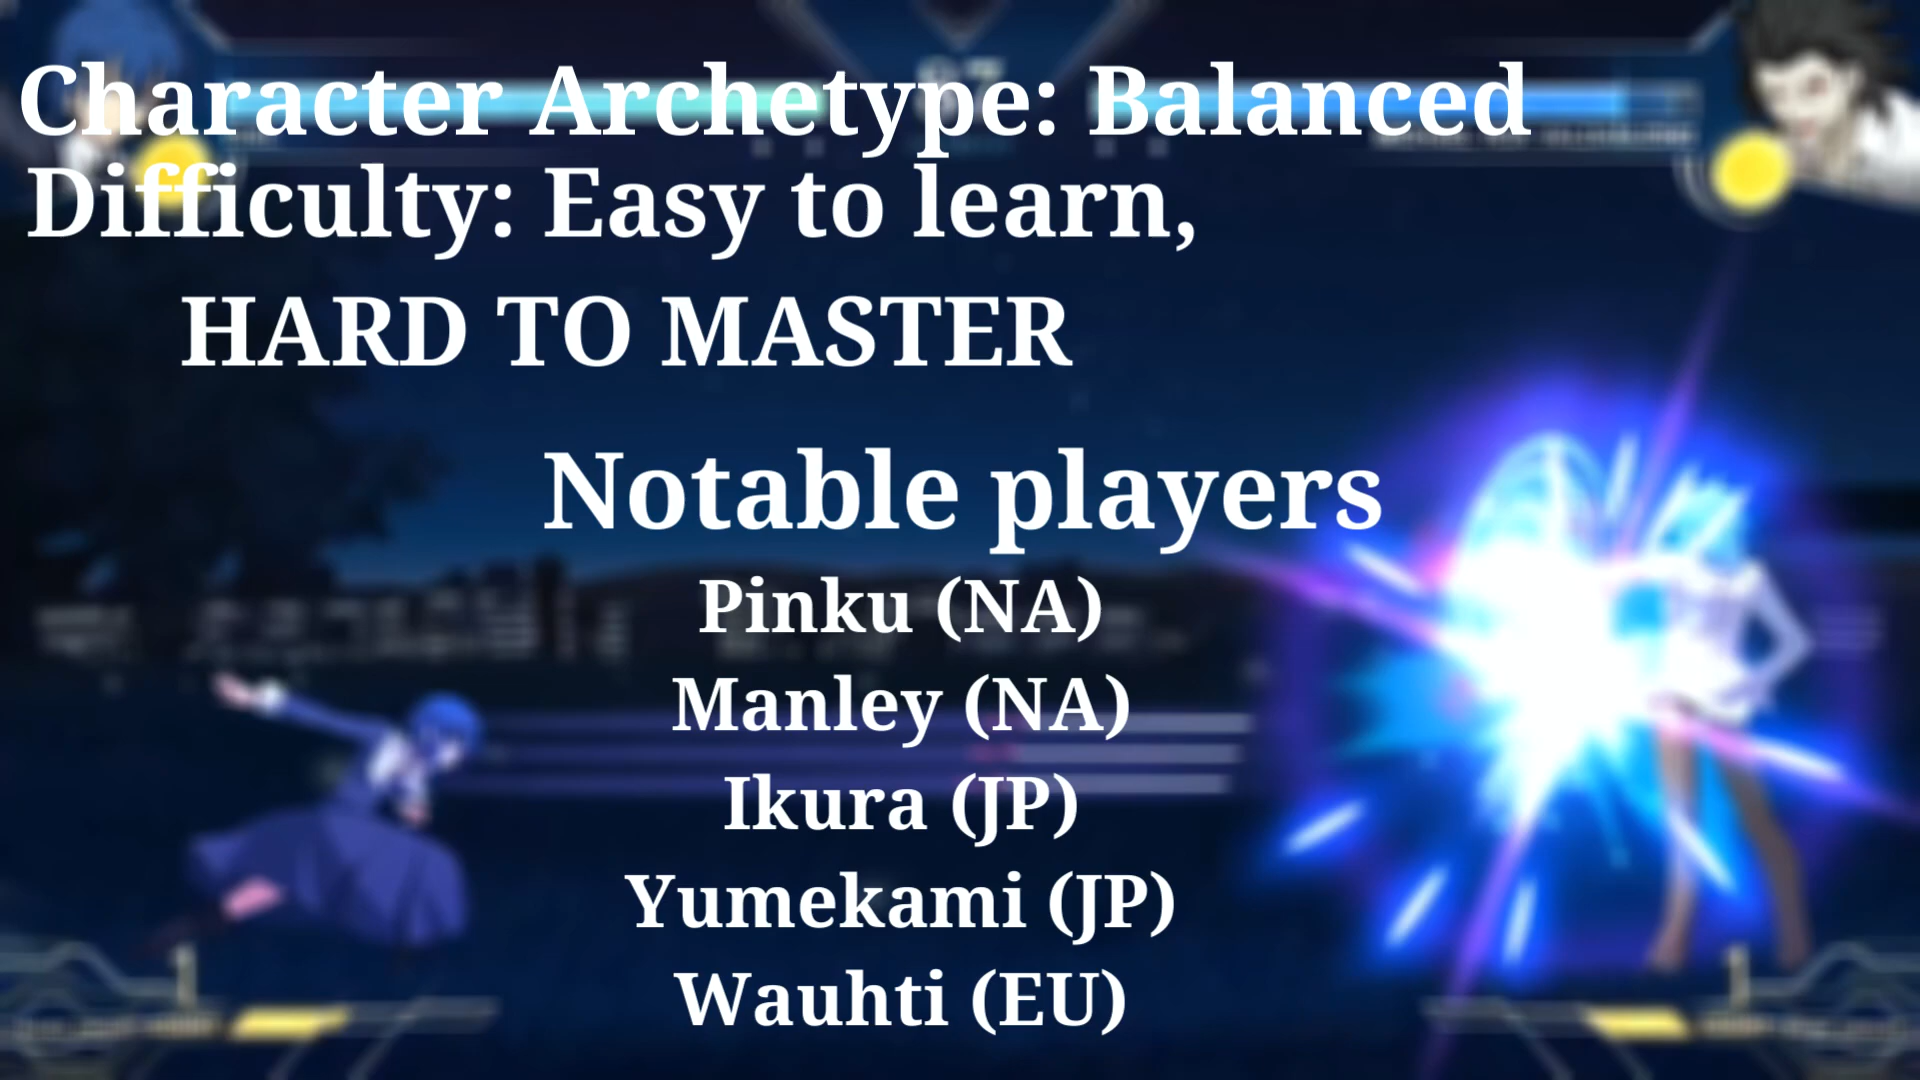 Character Archetype: Balanced
Difficulty: Easy to learn,
HARD TO MASTER
Notable players
Pinku (NA)
Manley (NA)
Ikura (JP)
Yumekami (JP)
Wauhti (EU)